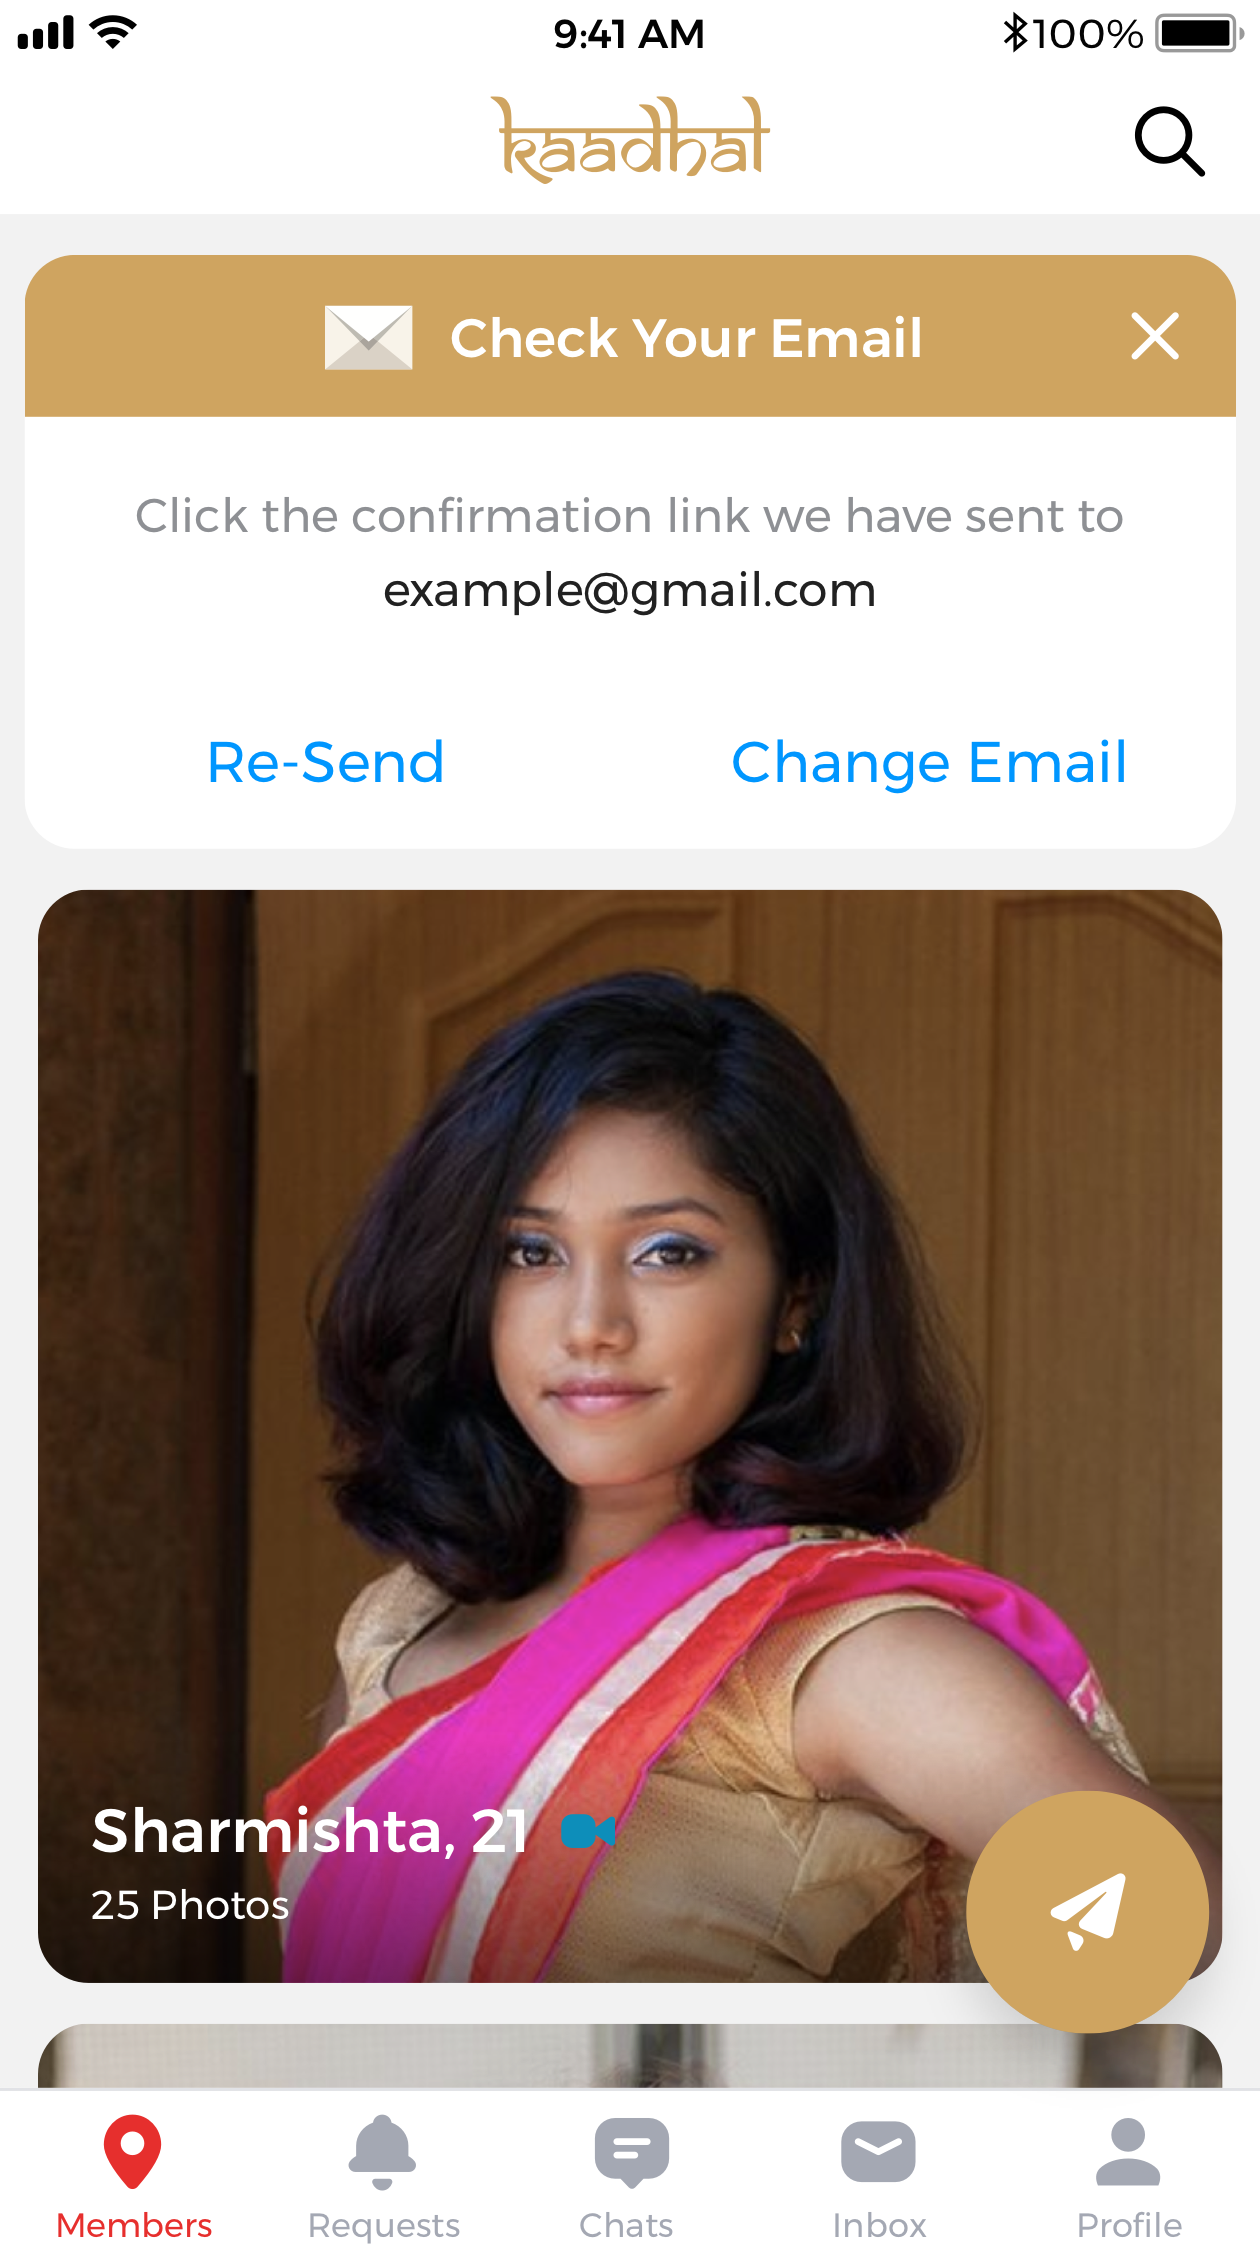 9:41 AM
100%
kaadhal
Check Your Email
Click the confirmation link we have sent to
example@gmail.com
Re-Send
Change Email
Sharmishta, 21
25 Photos
Members
Requests
Chats
Inbox
Profile